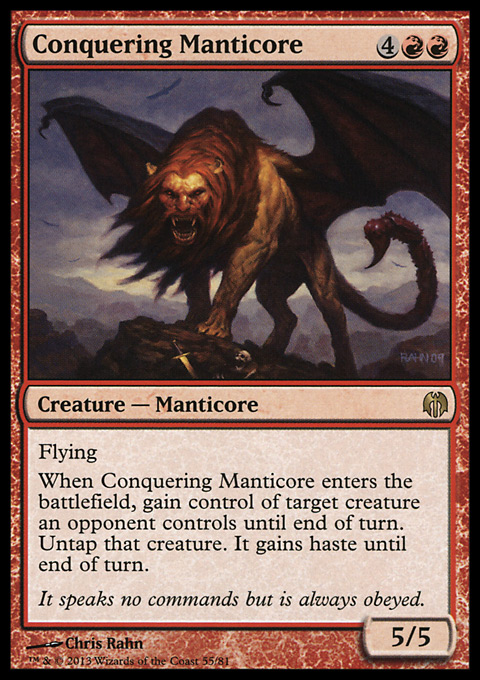 Conquering Manticore 4
RAHN 09
Creature — Manticore
Flying
When Conquering Manticore enters the
battlefield, gain control of target creature
an opponent controls until end of turn.
Untap that creature. It gains haste until
end of turn.
It speaks no commands but is always obeyed.
Chris Rahn
5/5
™ & © 2013 Wizards of the Coast 55/81